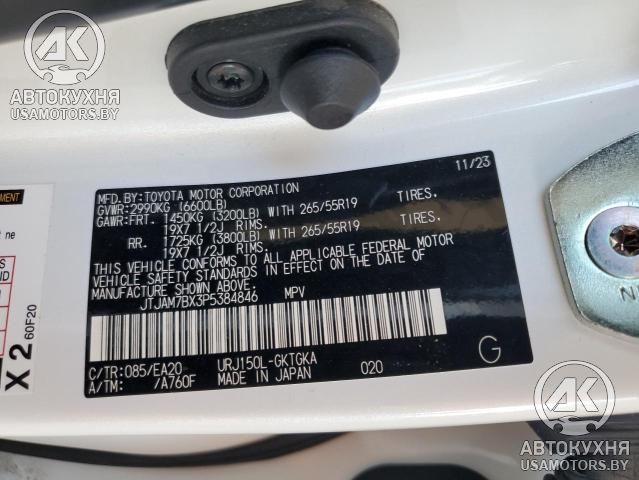 AK
АВТОКУХНЯ
USAMOTORS.BY
11/23
MFD.BY:TOYOTA MOTOR CORPORATION
GVWR:2990KG (6600LB)
GAWR:FRT. 1450KG (3200LB) WITH 265/55R19 TIRES.
19X7 1/2J RIMS.
RR. 1725KG (3800LB) WITH 265/55R19 TIRES.
19X7 1/2J RIMS.
THIS VEHICLE CONFORMS TO ALL APPLICABLE FEDERAL MOTOR
VEHICLE SAFETY STANDARDS IN EFFECT ON THE DATE OF
MANUFACTURE SHOWN ABOVE.
JTJAM7BX3P5384846 MPV
C/TR:085/EA20 URJ150L-GKTGKA
A/TM: /A760F MADE IN JAPAN 020
G
ne
X 2
60F20
AK
АВТОКУХНЯ
USAMOTORS.BY